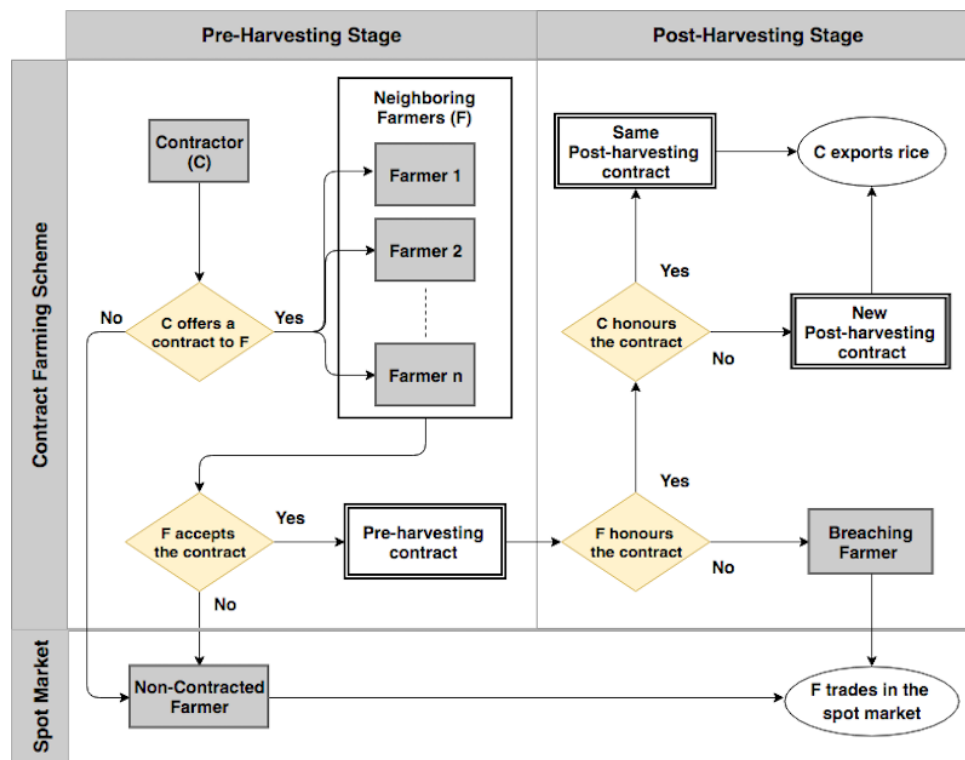 Pre-Harvesting Stage
Post-Harvesting Stage
Contract Farming Scheme
Spot Market
Contractor
(C)
Neighboring
Farmers (F)
Farmer 1
Farmer 2
Farmer n
No
C offers a
contract to F
Yes
F accepts
the contract
Yes
No
Pre-harvesting
contract
Same
Post-harvesting
contract
C exports rice
Yes
C honours
the contract
No
New
Post-harvesting
contract
Yes
F honours
the contract
No
Breaching
Farmer
Non-Contracted
Farmer
F trades in the
spot market